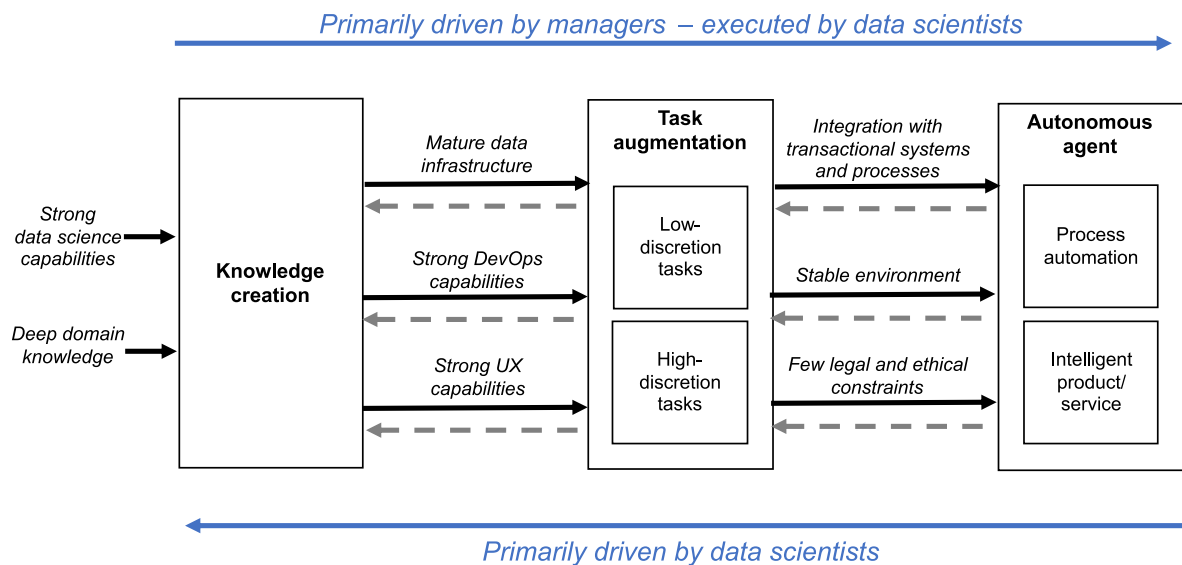 Primarily driven by managers – executed by data scientists
Strong
data science
capabilities
Deep domain
knowledge
Knowledge
creation
Mature data
infrastructure
Strong DevOps
capabilities
Strong UX
capabilities
Task
augmentation
Low-
discretion
tasks
High-
discretion
tasks
Integration with
transactional systems
and processes
Stable environment
Few legal and ethical
constraints
Autonomous
agent
Process
automation
Intelligent
product/
service
Primarily driven by data scientists